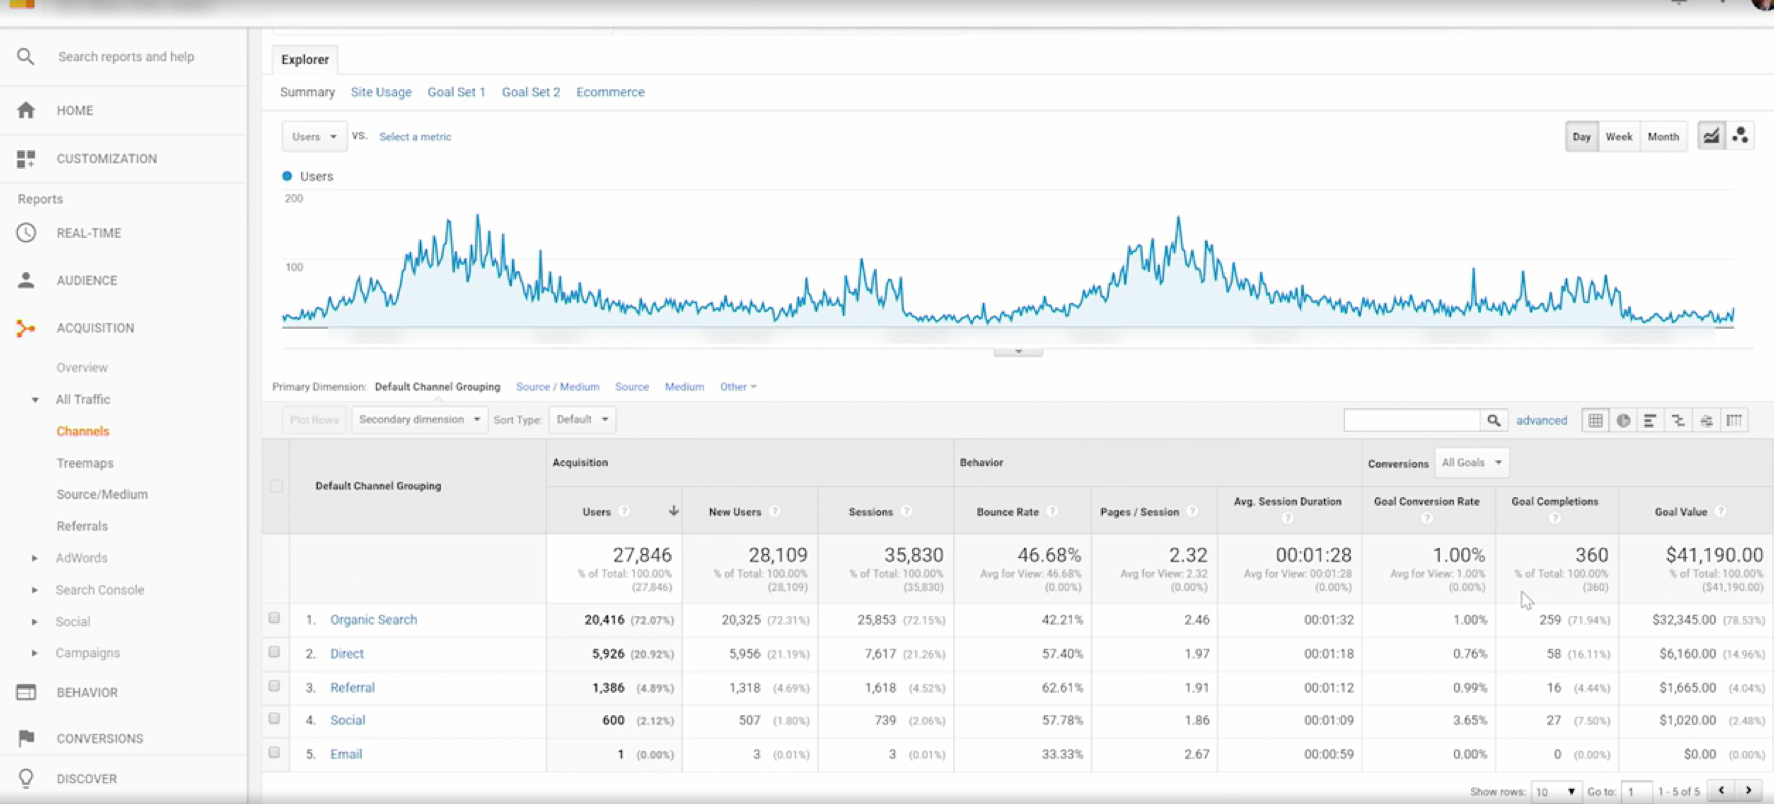 Search reports and help
HOME
CUSTOMIZATION
Reports
REAL-TIME
AUDIENCE
ACQUISITION
Overview
All Traffic
Channels
Treemaps
Source/Medium
Referrals
AdWords
Search Console
Social
Campaigns
BEHAVIOR
CONVERSIONS
DISCOVER
Explorer
Summary Site Usage Goal Set 1 Goal Set 2 Ecommerce
Users VS. Select a metric
Day Week Month
Users
200
100
Primary Dimension: Default Channel Grouping Source / Medium Source Medium Other
Plot Rows Secondary dimension Sort Type: Default advanced
Default Channel Grouping Acquisition Behavior Conversions All Goals
Users ? New Users ? Sessions ? Bounce Rate ? Pages / Session ? Avg. Session Duration ? Goal Conversion Rate ? Goal Completions ? Goal Value ?
27,846 28,109 35,830 46.68% 2.32 00:01:28 1.00% 360 $41,190.00
% of Total: 100.00% % of Total: 100.00% % of Total: 100.00% Avg for View: 46.68% Avg for View: 2.32 Avg for View: 00:01:28 Avg for View: 1.00% % of Total: 100.00% % of Total: 100.00%
(27,846) (28,109) (35,830) (0.00%) (0.00%) (0.00%) (0.00%) (360) ($41,190.00)
1. Organic Search 20,416 (72.07%) 20,325 (72.31%) 25,853 (72.15%) 42.21% 2.46 00:01:32 1.00% 259 (71.94%) $32,345.00 (78.53%)
2. Direct 5,926 (20.92%) 5,956 (21.19%) 7,617 (21.26%) 57.40% 1.97 00:01:18 0.76% 58 (16.11%) $6,160.00 (14.96%)
3. Referral 1,386 (4.89%) 1,318 (4.69%) 1,618 (4.52%) 62.61% 1.91 00:01:12 0.99% 16 (4.44%) $1,665.00 (4.04%)
4. Social 600 (2.12%) 507 (1.80%) 739 (2.06%) 57.78% 1.86 00:01:09 3.65% 27 (7.50%) $1,020.00 (2.48%)
5. Email 1 (0.00%) 3 (0.01%) 3 (0.01%) 33.33% 2.67 00:00:59 0.00% 0 (0.00%) $0.00 (0.00%)
Show rows: 10 Go to: 1 1 - 5 of 5